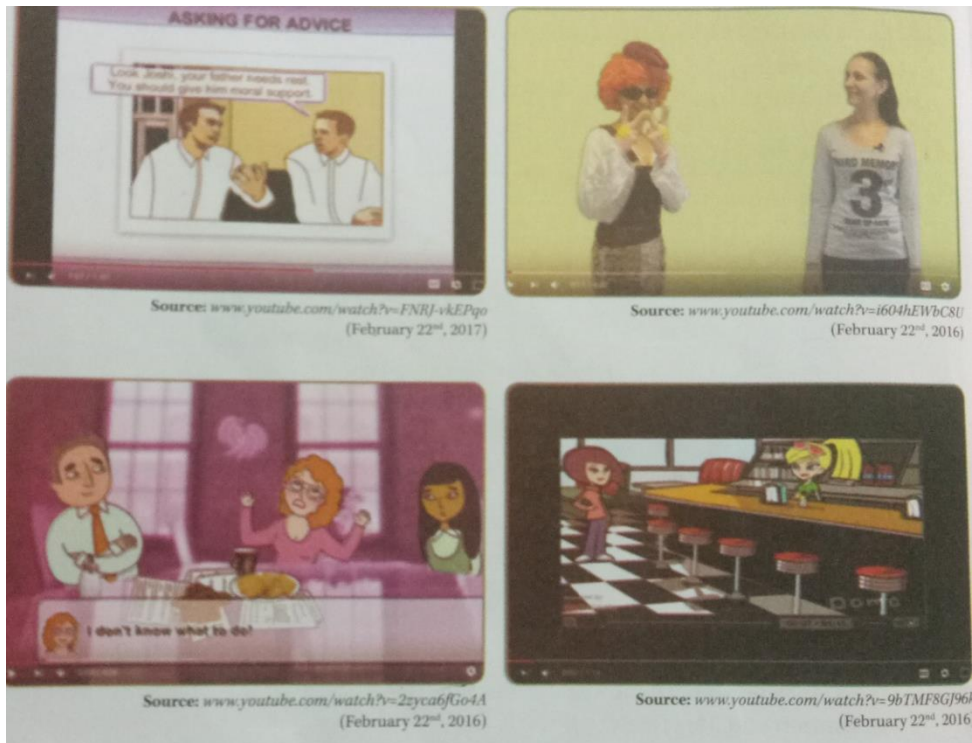 ASKING FOR ADVICE
Look Joshi, your father needs rest.
You should give him moral support.
3
Source: www.youtube.com/watch?v=FNRJ-vkEPqo
(February 22nd, 2017)
Source: www.youtube.com/watch?v=i604hEWbC8U
(February 22nd, 2016)
I don't know what to do!
Source: www.youtube.com/watch?v=2zyca6fGo4A
(February 22nd, 2016)
Source: www.youtube.com/watch?v=9bTMF8GJ96
(February 22nd, 2016